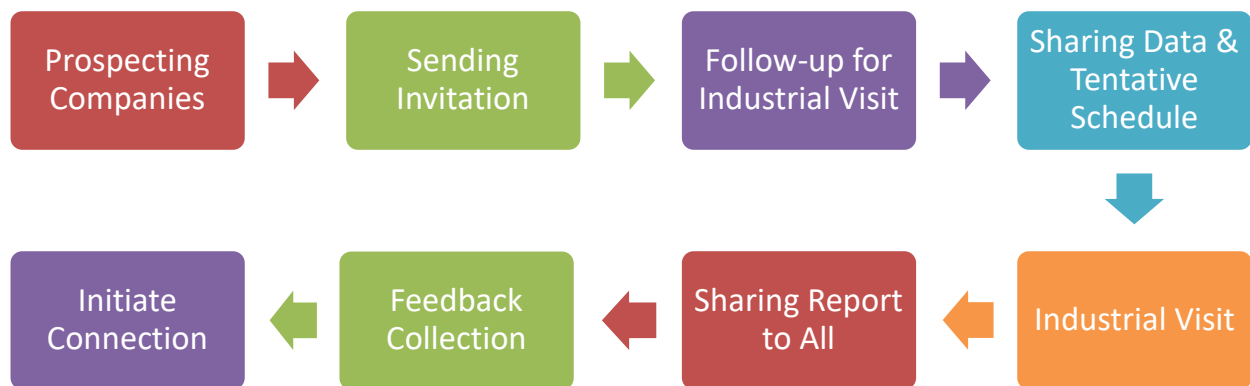 Prospecting
Companies
Sending
Invitation
Follow-up for
Industrial Visit
Sharing Data &
Tentative
Schedule
Industrial Visit
Sharing Report
to All
Feedback
Collection
Initiate
Connection